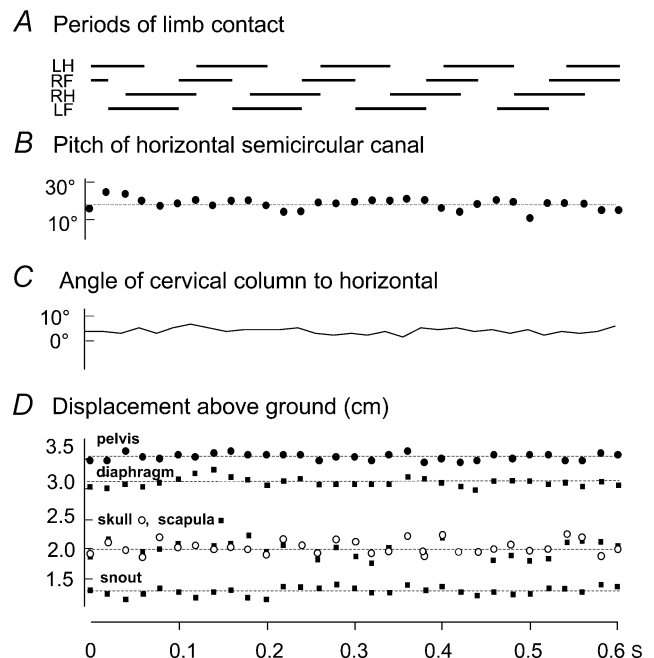 A Periods of limb contact
LH
RF
RH
LF
B Pitch of horizontal semicircular canal
30°
10°
C Angle of cervical column to horizontal
10°
0°
D Displacement above ground (cm)
3.5 pelvis
diaphragm
3.0
2.5 skull , scapula
2.0
1.5 snout
0 0.1 0.2 0.3 0.4 0.5 0.6 s